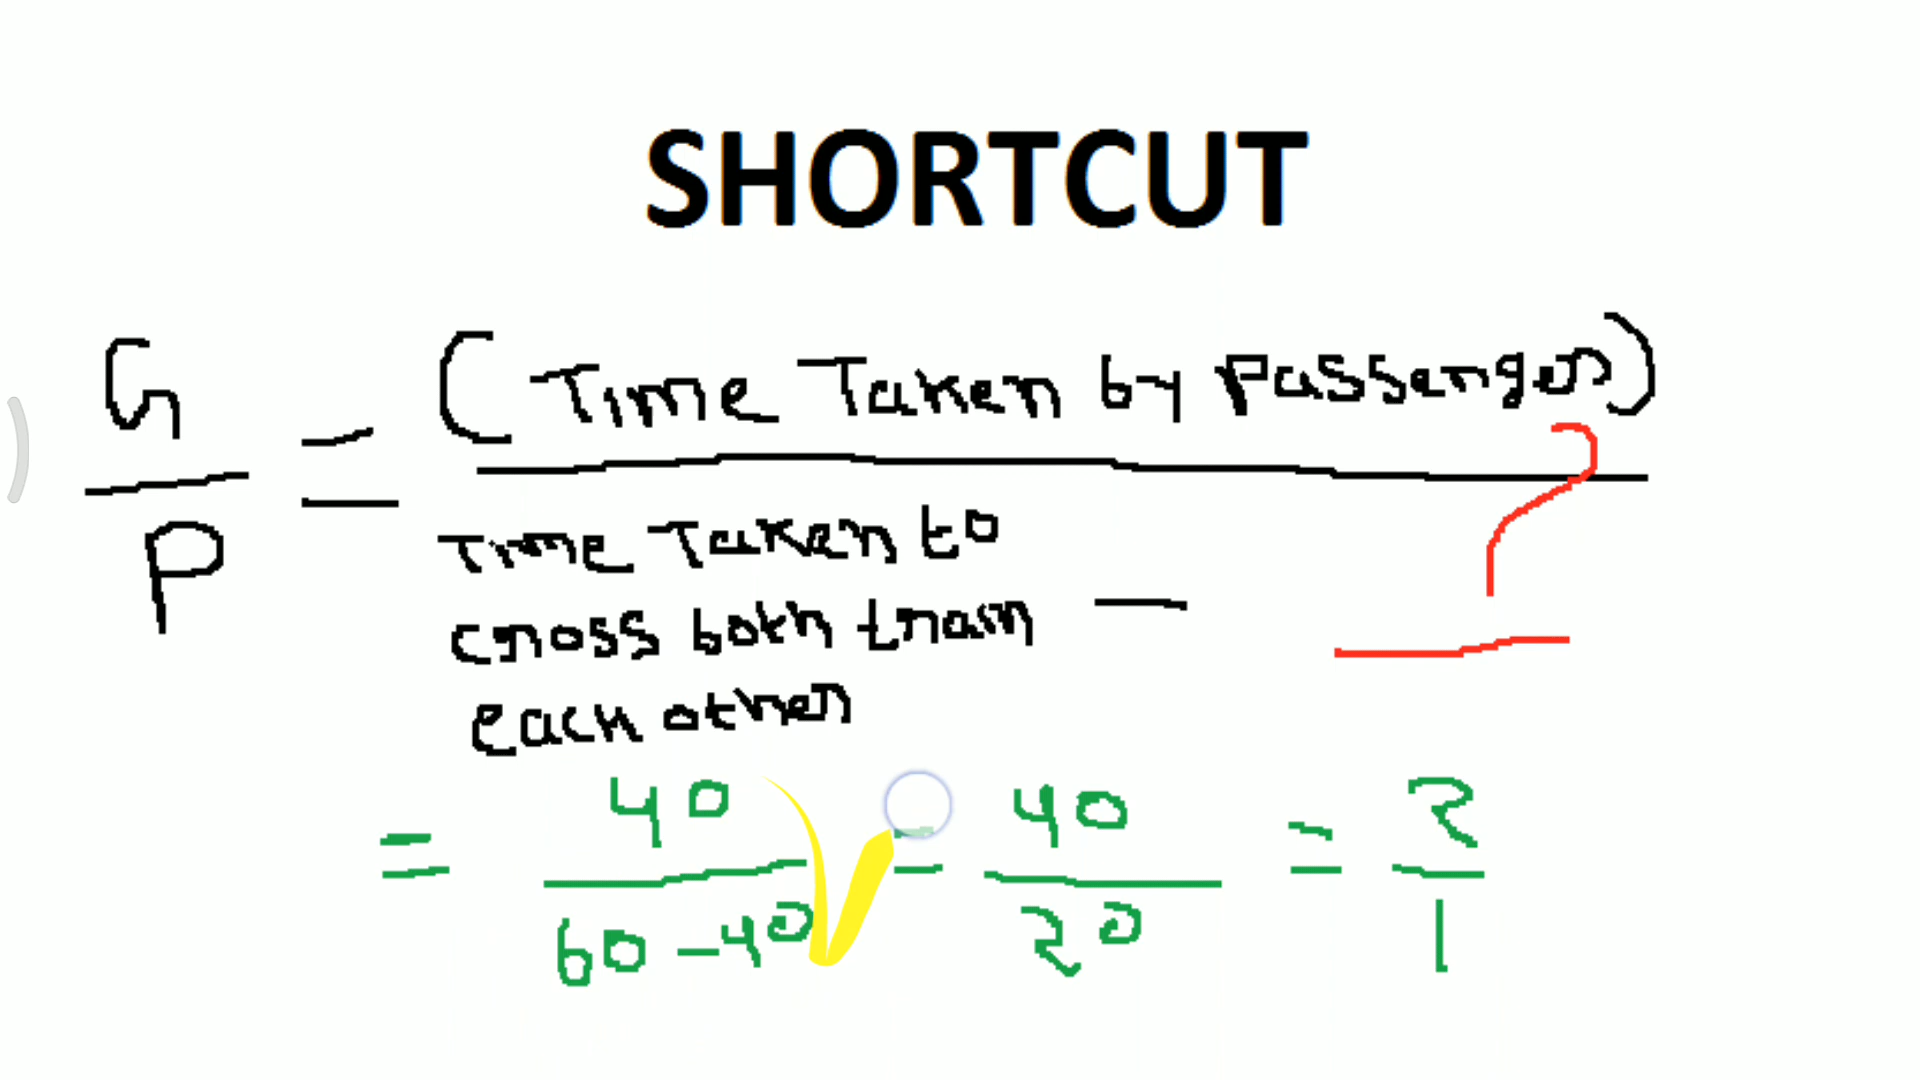 SHORTCUT
G/P = (Time Taken by Passenger)
Time Taken to
cross both train — ?
each other
= 40/60-40 = 40/20 = 2/1